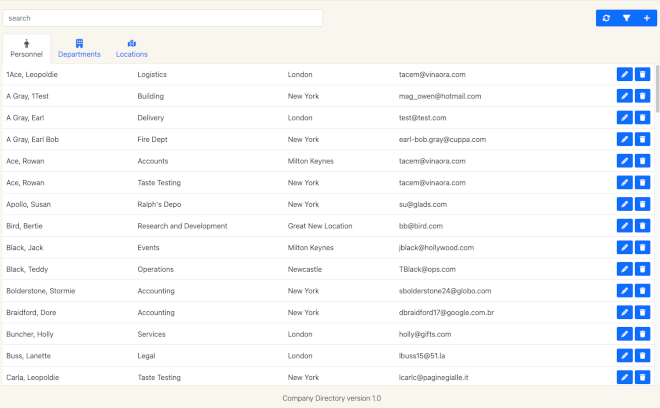 search
Personnel Departments Locations
1Ace, Leopoldie Logistics London tacem@vinaora.com
A Gray, 1Test Building New York mag_owen@hotmail.com
A Gray, Earl Delivery London test@test.com
A Gray, Earl Bob Fire Dept New York earl-bob.gray@cuppa.com
Ace, Rowan Accounts Milton Keynes tacem@vinaora.com
Ace, Rowan Taste Testing New York tacem@vinaora.com
Apollo, Susan Ralph's Depo New York su@glads.com
Bird, Bertie Research and Development Great New Location bb@bird.com
Black, Jack Events Milton Keynes jblack@hollywood.com
Black, Teddy Operations Newcastle TBlack@ops.com
Bolderstone, Stormie Accounting New York sbolderstone24@globo.com
Braidford, Dore Accounting New York dbraidford17@google.com.br
Buncher, Holly Services London holly@gifts.com
Buss, Lanette Legal London lbuss15@51.la
Carla, Leopoldie Taste Testing New York lcarlc@paginegialle.it
Company Directory version 1.0